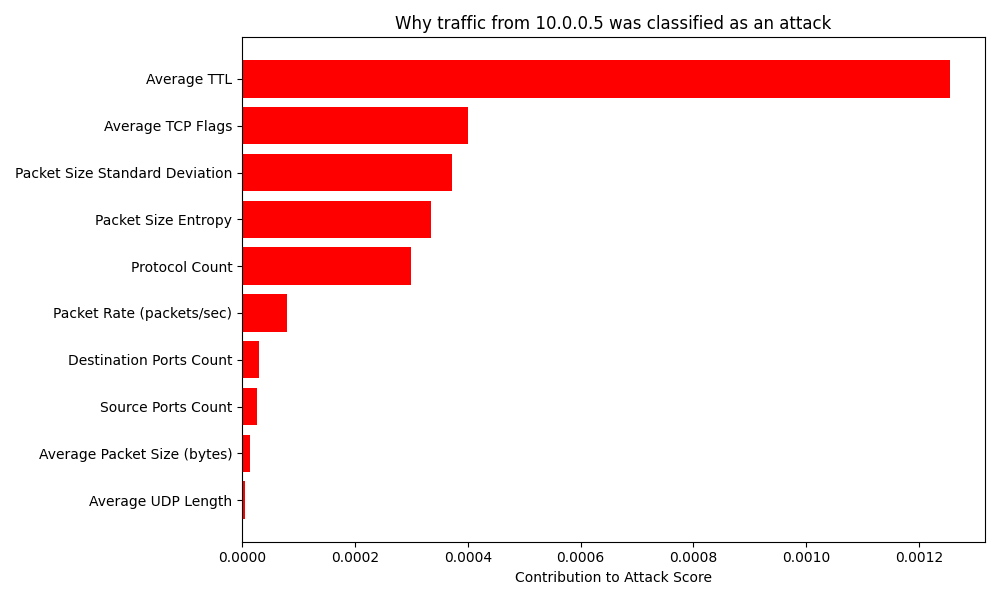 Why traffic from 10.0.0.5 was classified as an attack
Average TTL
Average TCP Flags
Packet Size Standard Deviation
Packet Size Entropy
Protocol Count
Packet Rate (packets/sec)
Destination Ports Count
Source Ports Count
Average Packet Size (bytes)
Average UDP Length
0.0000 0.0002 0.0004 0.0006 0.0008 0.0010 0.0012
Contribution to Attack Score